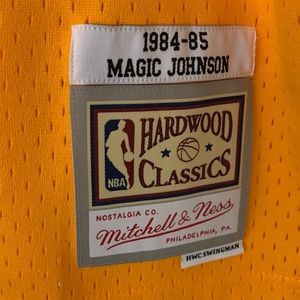 1984-85
MAGIC JOHNSON
HARDWOOD
CLASSICS
NBA
NOSTALGIA CO.
Mitchell & Ness
PHILADELPHIA, PA.
HWC SWINGMAN